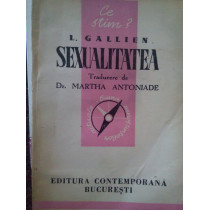 Ce
știm?
L. GALLIEN
SEXUALITATEA
Traducere de
Dr. MARTHA ANTONIADE
EDITURA CONTEMPORANĂ
BUCUREȘTI